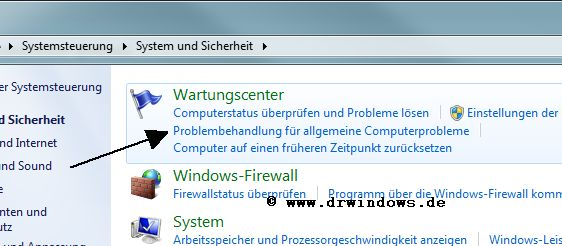 Systemsteuerung ▸ System und Sicherheit ▸
er Systemsteuerung
d Sicherheit
nd Internet
und Sound
e
nten und
tz
Wartungscenter
Computerstatus überprüfen und Probleme lösen | Einstellungen der
Problembehandlung für allgemeine Computerprobleme
Computer auf einen früheren Zeitpunkt zurücksetzen
Windows-Firewall
Firewallstatus überprüfen | Programm über die Windows-Firewall komm
© www.drwindows.de
System
Arbeitsspeicher und Prozessorgeschwindigkeit anzeigen | Windows-Leis